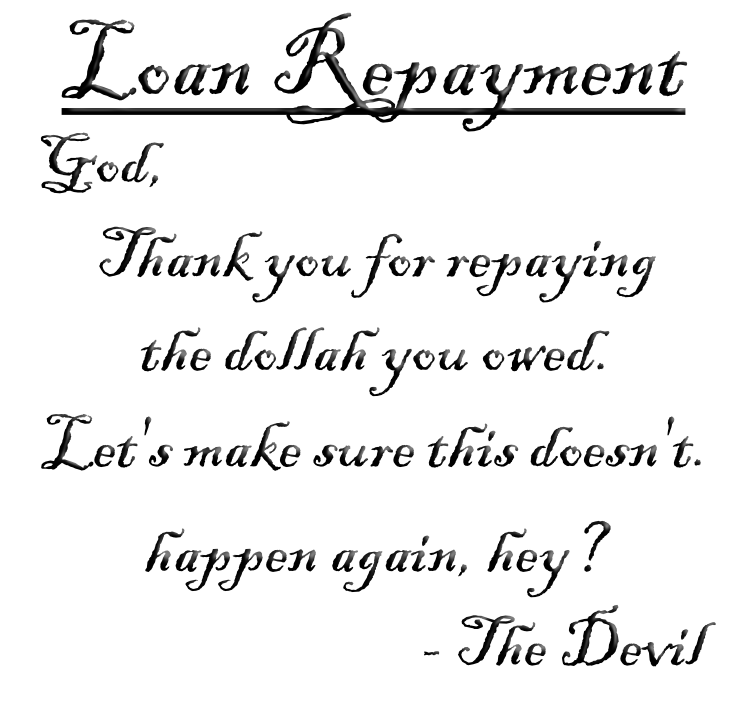 Loan Repayment
God,
Thank you for repaying
the dollah you owed.
Let's make sure this doesn't.
happen again, hey?
- The Devil